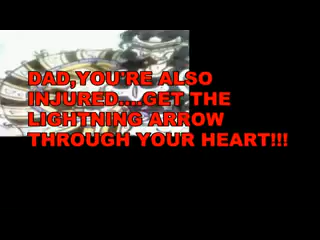 DAD,YOU'RE ALSO
INJURED....GET THE
LIGHTNING ARROW
THROUGH YOUR HEART!!!